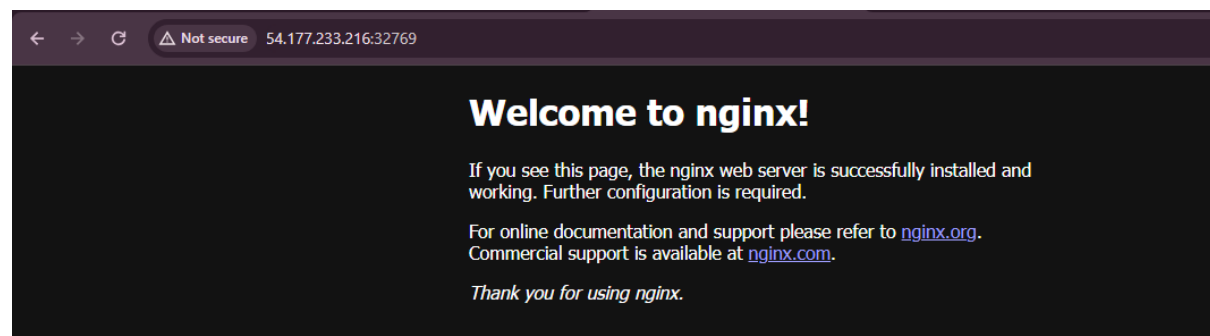 Not secure 54.177.233.216:32769
Welcome to nginx!
If you see this page, the nginx web server is successfully installed and
working. Further configuration is required.
For online documentation and support please refer to nginx.org.
Commercial support is available at nginx.com.
Thank you for using nginx.